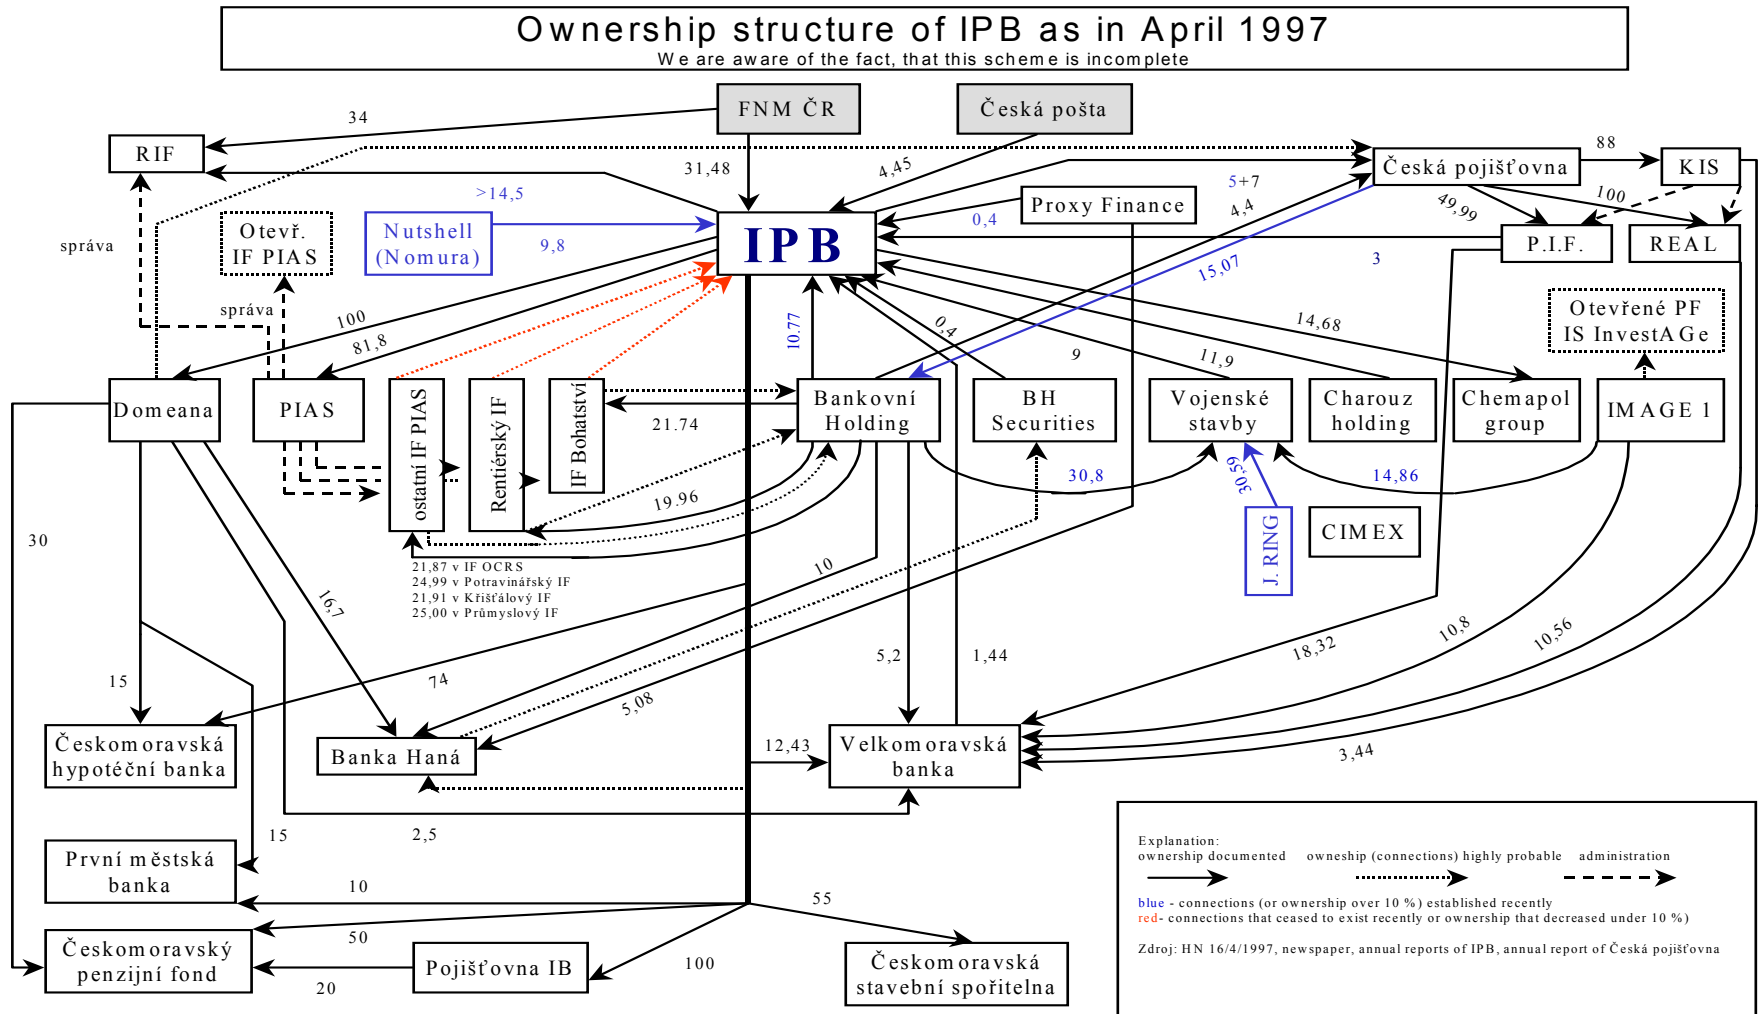 Ownership structure of IPB as in April 1997
We are aware of the fact, that this scheme is incomplete
FNM ČR
Česká pošta
34
RIF
31,48
4,45
Česká pojišťovna
88
KIS
>14,5
5+7
4,4
100
49,99
Proxy Finance
0,4
Otevř.
IF PIAS
správa
Nutshell
(Nomura)
9,8
IPB
P.I.F.
REAL
3
15,07
správa
Otevřené PF
IS InvestAGe
100
81,8
10.77
0,4
9
11,9
14,68
Domeana
PIAS
ostatní IF PIAS
Rentiérský IF
IF Bohatství
21.74
Bankovní
Holding
BH
Securities
Vojenské
stavby
Charouz
holding
Chemapol
group
IMAGE 1
19.96
30,8
30,59
14,86
J. RING
CIMEX
30
21,87 v IF OCRS
24,99 v Potravinářský IF
21,91 v Křišťálový IF
25,00 v Průmyslový IF
10
16,7
15
74
5,08
5,2
1,44
18,32
10,8
10,56
3,44
Českomoravská
hypotéční banka
Banka Haná
12,43
Velkomoravská
banka
15
2,5
První městská
banka
10
55
50
Českomoravský
penzijní fond
20
Pojišťovna IB
100
Českomoravská
stavební spořitelna
Explanation:
ownership documented owneship (connections) highly probable administration
blue - connections (or ownership over 10 %) established recently
red- connections that ceased to exist recently or ownership that decreased under 10 %)
Zdroj: HN 16/4/1997, newspaper, annual reports of IPB, annual report of Česká pojišťovna